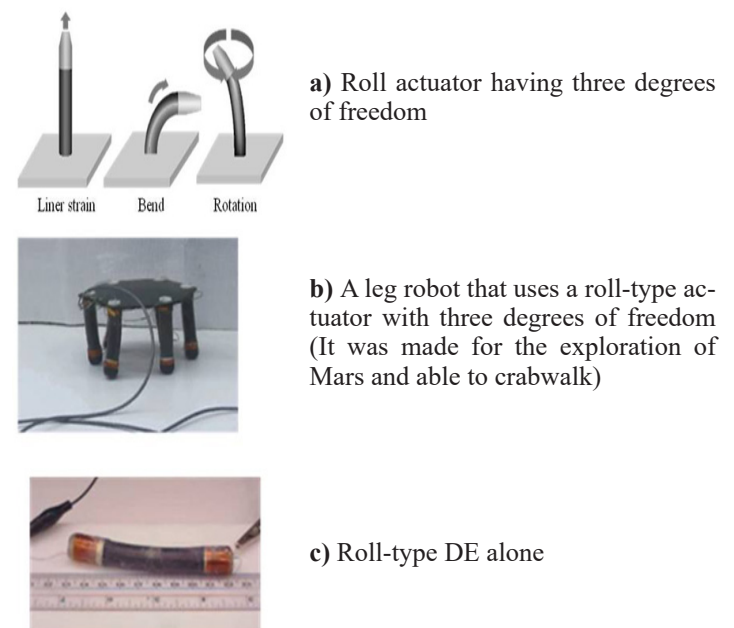 Liner strain Bend Rotation
a) Roll actuator having three degrees
of freedom
b) A leg robot that uses a roll-type ac-
tuator with three degrees of freedom
(It was made for the exploration of
Mars and able to crabwalk)
c) Roll-type DE alone